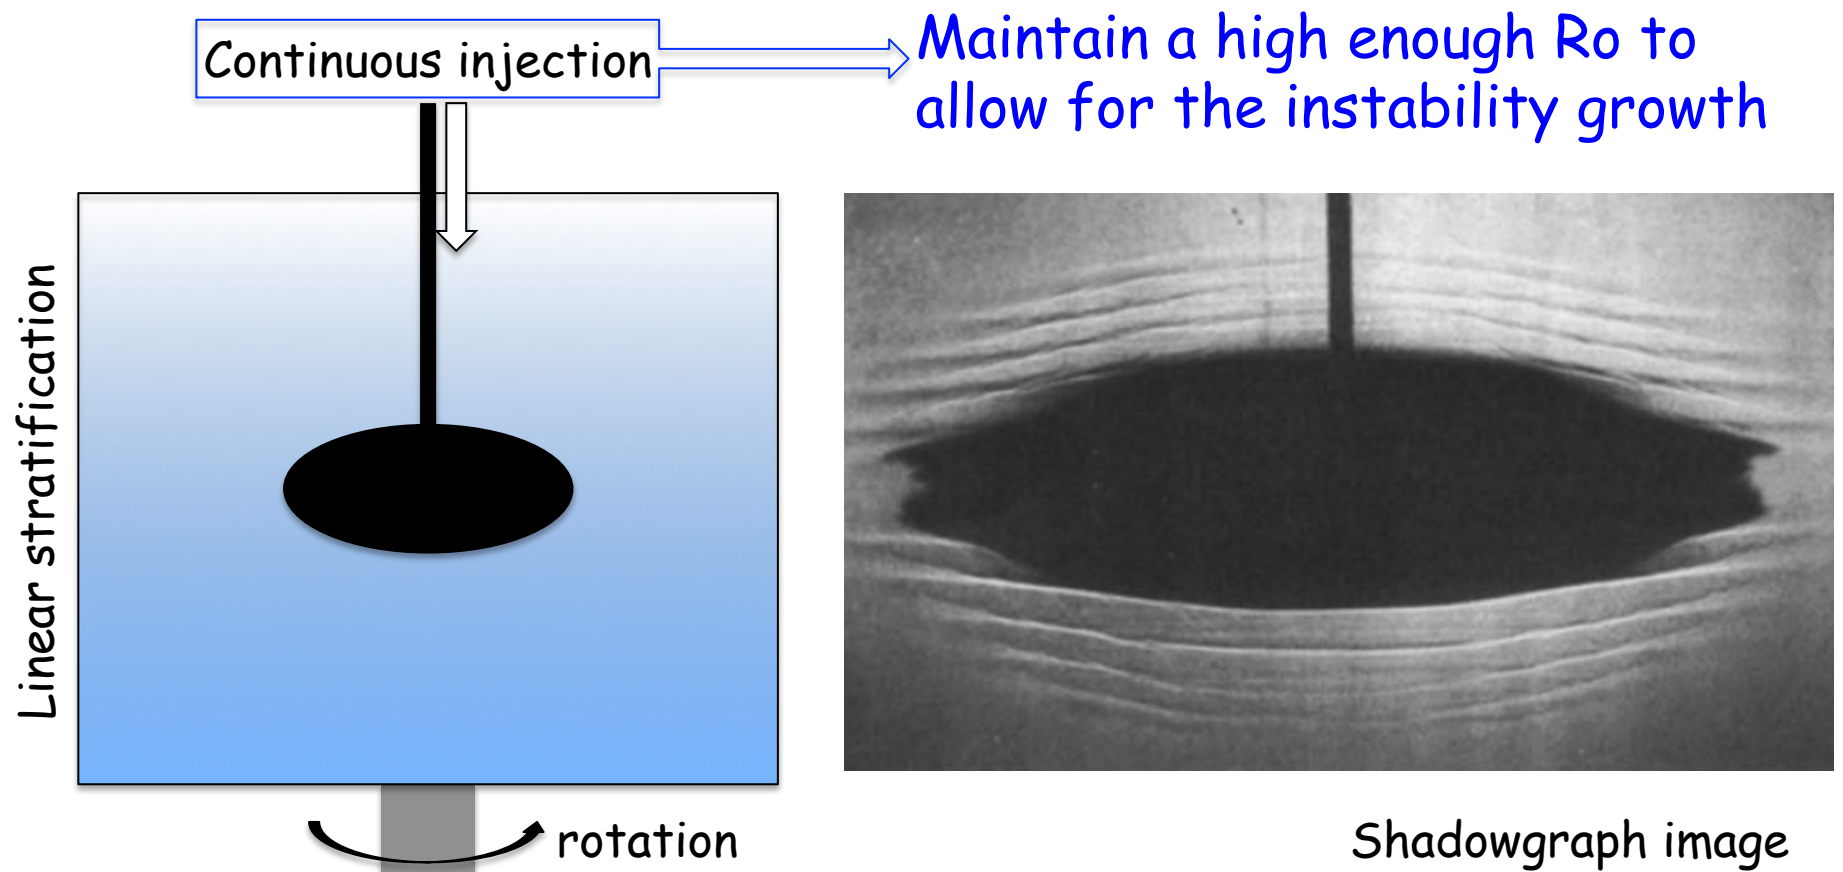 Continuous injection
Maintain a high enough Ro to
allow for the instability growth
Linear stratification
rotation
Shadowgraph image